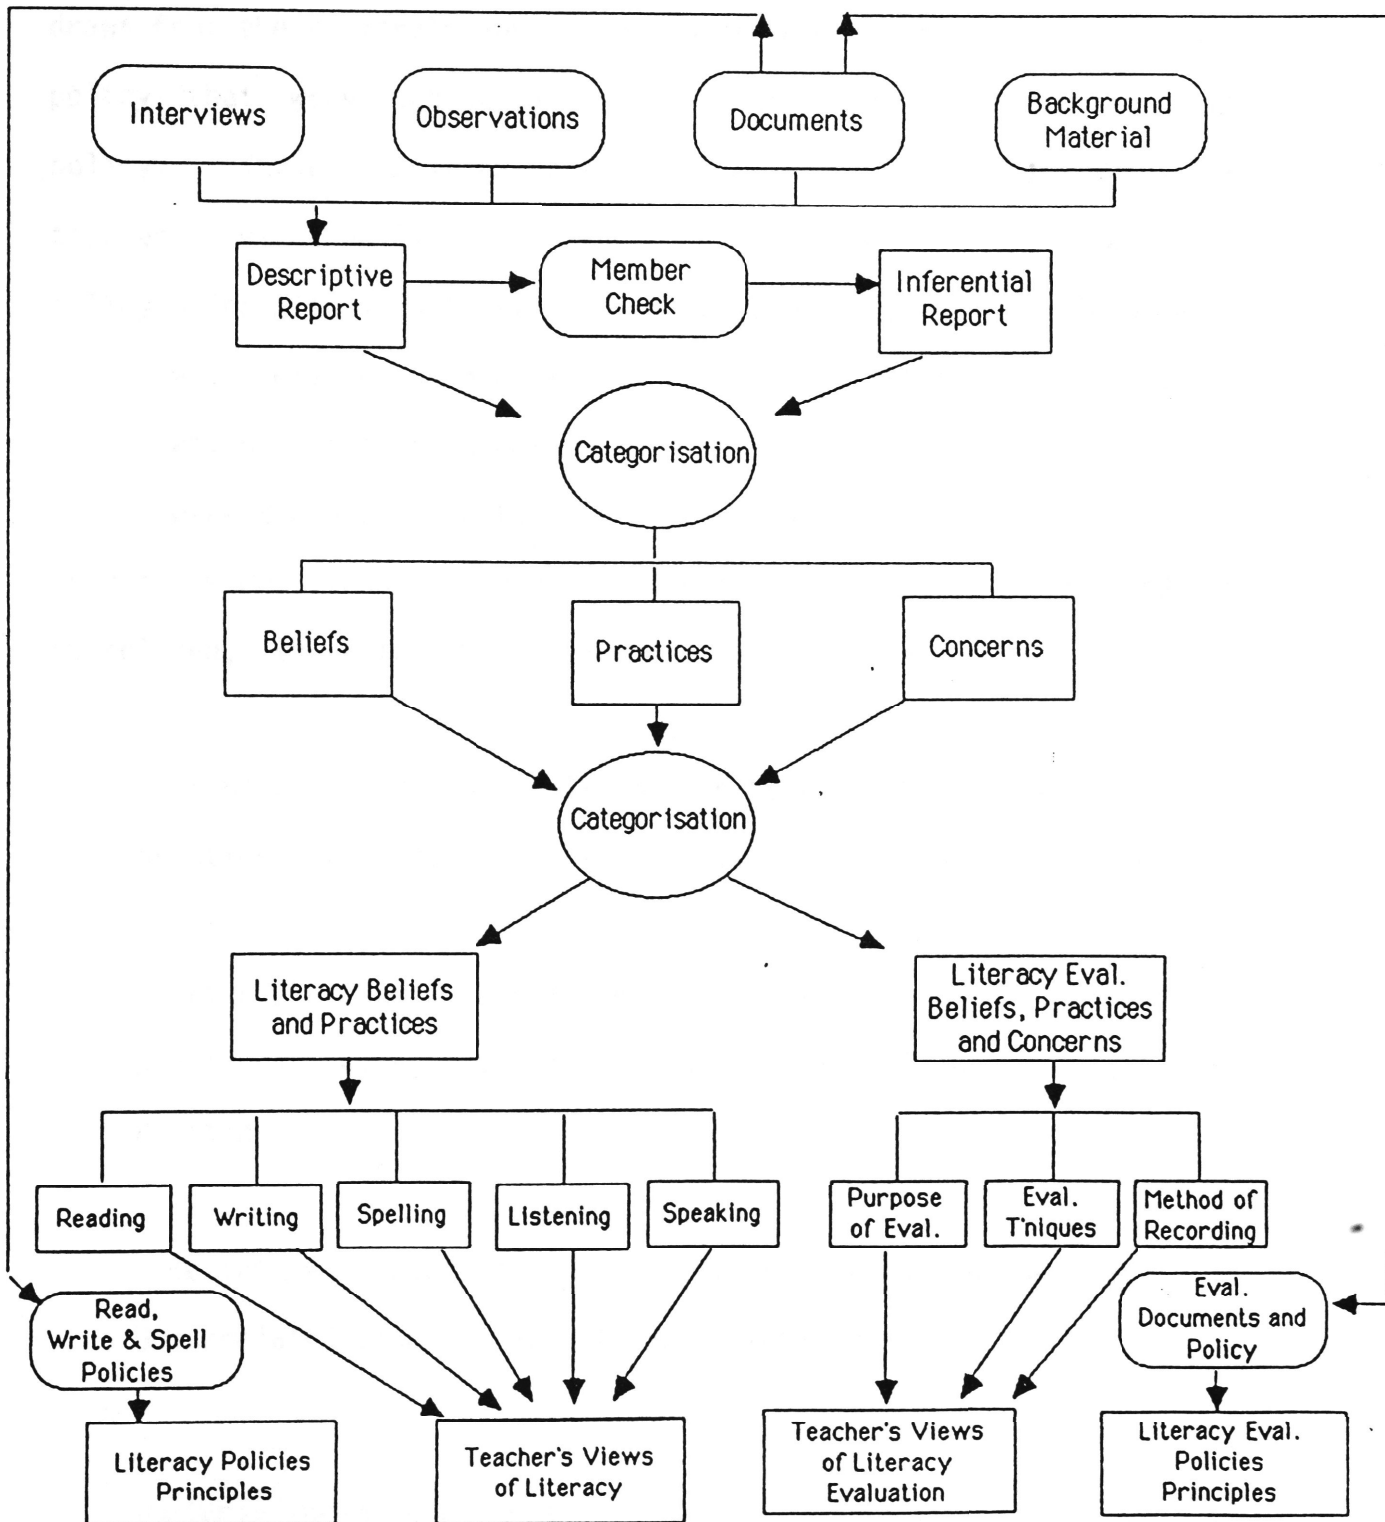 Interviews
Observations
Documents
Background
Material
Descriptive
Report
Member
Check
Inferential
Report
Categorisation
Beliefs
Practices
Concerns
Categorisation
Literacy Beliefs
and Practices
Literacy Eval.
Beliefs, Practices
and Concerns
Reading
Writing
Spelling
Listening
Speaking
Purpose
of Eval.
Eval.
T'niques
Method of
Recording
Read,
Write & Spell
Policies
Eval.
Documents and
Policy
Literacy Policies
Principles
Teacher's Views
of Literacy
Teacher's Views
of Literacy
Evaluation
Literacy Eval.
Policies
Principles